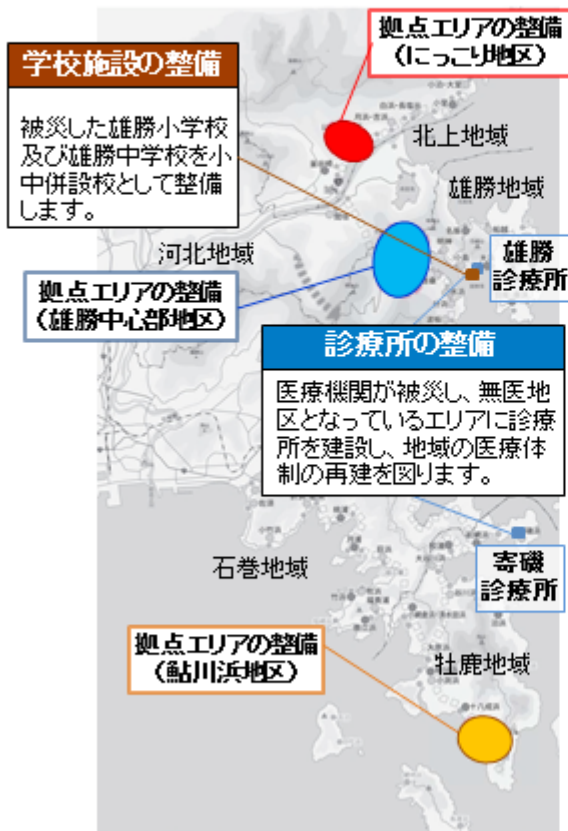 拠点エリアの整備
(にっこり地区)
学校施設の整備
被災した雄勝小学校
及び雄勝中学校を小
中併設校として整備
します。
北上地域
雄勝地域
河北地域
雄勝
診療所
拠点エリアの整備
(雄勝中心部地区)
診療所の整備
医療機関が被災し、無医地
区となっているエリアに診療
所を建設し、地域の医療体
制の再建を図ります。
石巻地域
寄磯
診療所
拠点エリアの整備
(鮎川浜地区)
牡鹿地域
十八成浜